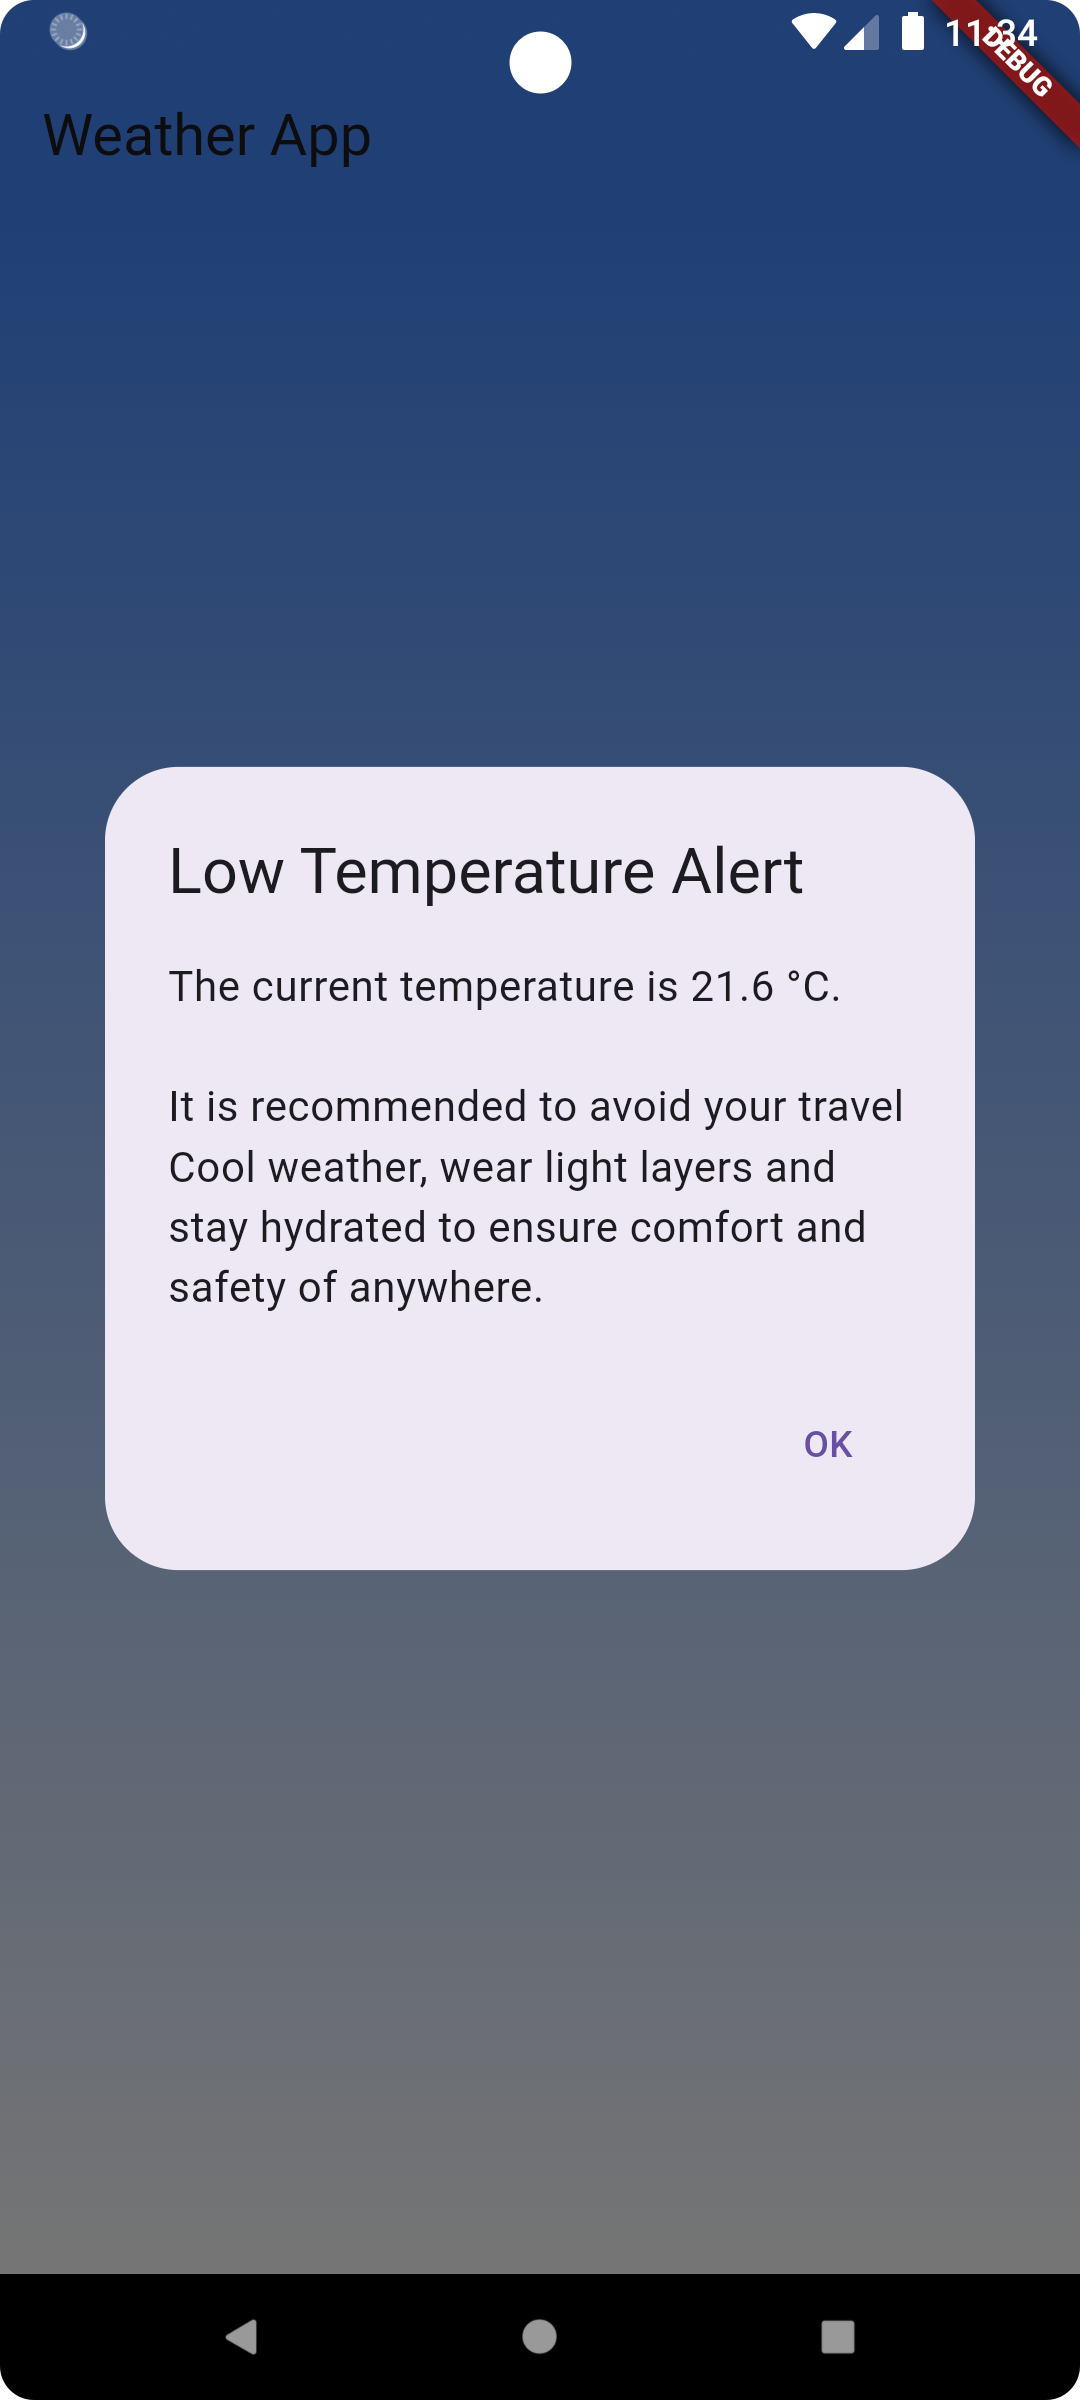 11:34
DEBUG
Weather App
Low Temperature Alert
The current temperature is 21.6 °C.
It is recommended to avoid your travel
Cool weather, wear light layers and
stay hydrated to ensure comfort and
safety of anywhere.
OK